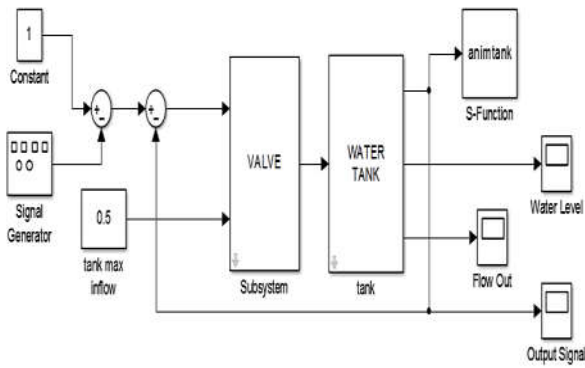 1
Constant
Signal
Generator
0.5
tank max
inflow
VALVE
Subsystem
WATER
TANK
tank
animtank
S-Function
Water Level
Flow Out
Output Signal